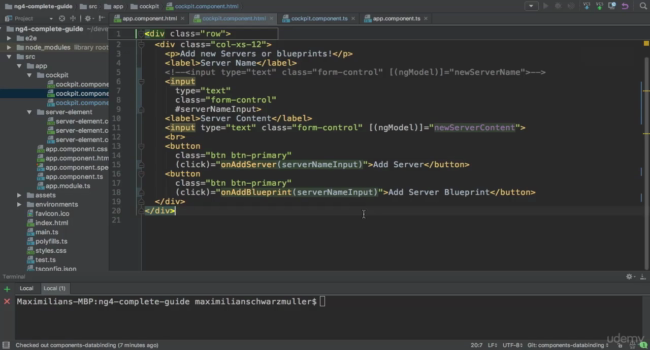 ng4-complete-guide
src
app
cockpit
cockpit.component.html
Project
app.component.html
cockpit.component.html
cockpit.component.ts
app.component.ts
ng4-complete-guide ~/develope
e2e
node_modules library root
src
app
cockpit
cockpit.compone
cockpit.compone
cockpit.compone
server-element
server-element.c
server-element.c
server-element.c
app.component.css
app.component.htm
app.component.spe
app.component.ts
app.module.ts
assets
environments
favicon.ico
index.html
main.ts
polyfills.ts
styles.css
test.ts
tsconfig.json
1 <div class="row">
2 <div class="col-xs-12">
3 <p>Add new Servers or blueprints!</p>
4 <label>Server Name</label>
5 <!--<input type="text" class="form-control" [(ngModel)]="newServerName">-->
6 <input
7 type="text"
8 class="form-control"
9 #serverNameInput>
10 <label>Server Content</label>
11 <input type="text" class="form-control" [(ngModel)]="newServerContent">
12 <br>
13 <button
14 class="btn btn-primary"
15 (click)="onAddServer(serverNameInput)">Add Server</button>
16 <button
17 class="btn btn-primary"
18 (click)="onAddBlueprint(serverNameInput)">Add Server Blueprint</button>
19 </div>
20 </div>
21
Terminal
Local
Local (1)
Maximilians-MBP:ng4-complete-guide maximilianschwarzmuller$
udemy
Checked out components-databinding (7 minutes ago)
20:7
LF÷
UTF-8÷
Git: components-databinding